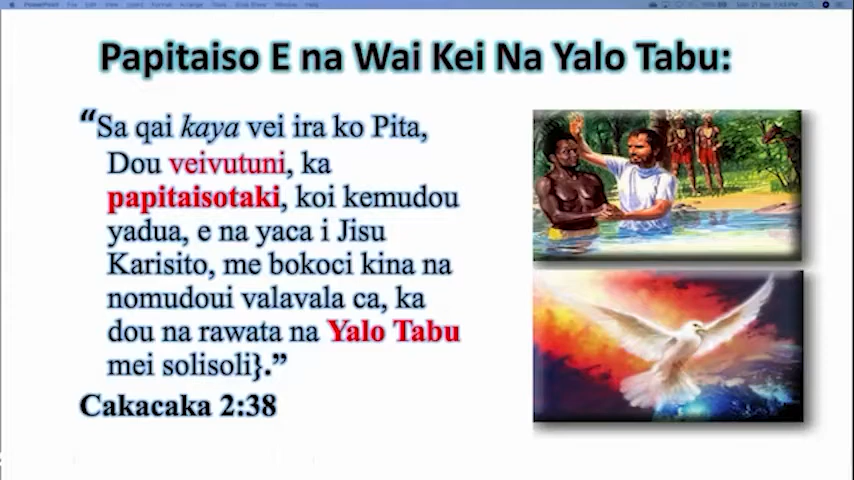 Papitaiso E na Wai Kei Na Yalo Tabu:
“Sa qai kaya vei ira ko Pita,
Dou veivutuni, ka
papitaisotaki, koi kemudou
yadua, e na yaca i Jisu
Karisito, me bokoci kina na
nomudoui valavala ca, ka
dou na rawata na Yalo Tabu
mei solisoli}.”
Cakacaka 2:38